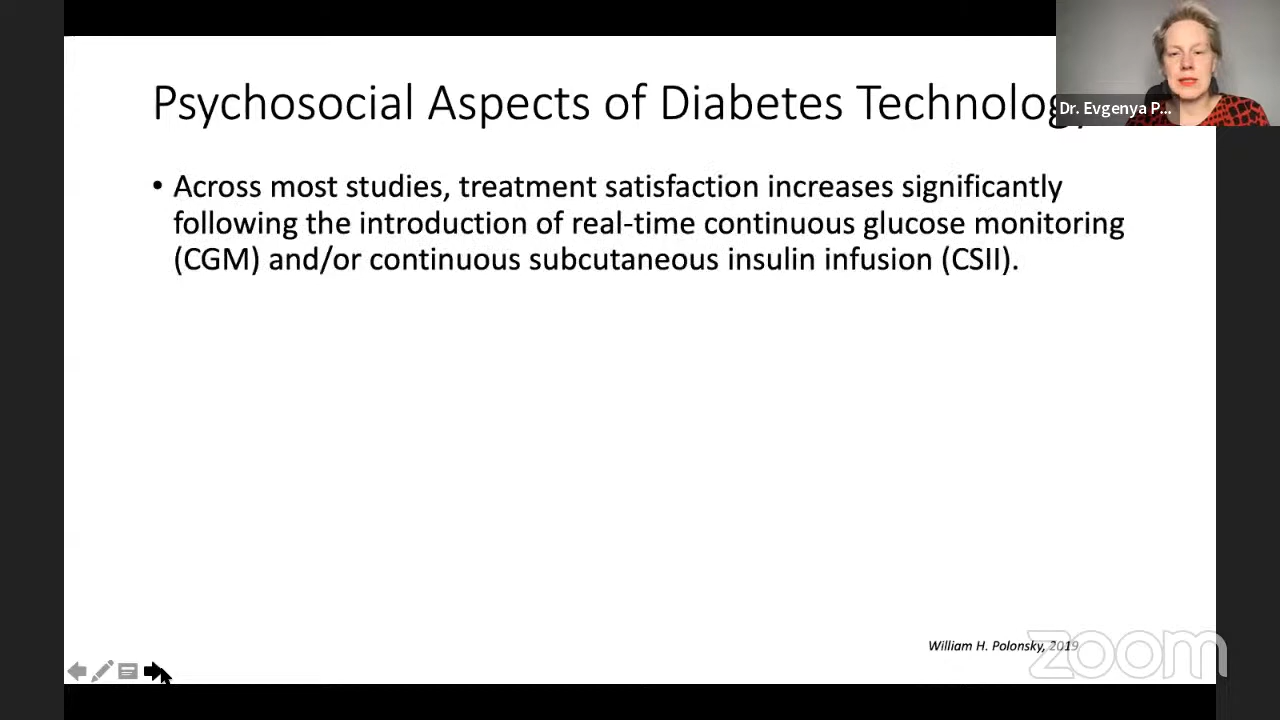 Psychosocial Aspects of Diabetes Technology
Dr. Evgenya P...
• Across most studies, treatment satisfaction increases significantly
following the introduction of real-time continuous glucose monitoring
(CGM) and/or continuous subcutaneous insulin infusion (CSII).
William H. Polonsky, 2019
zoom